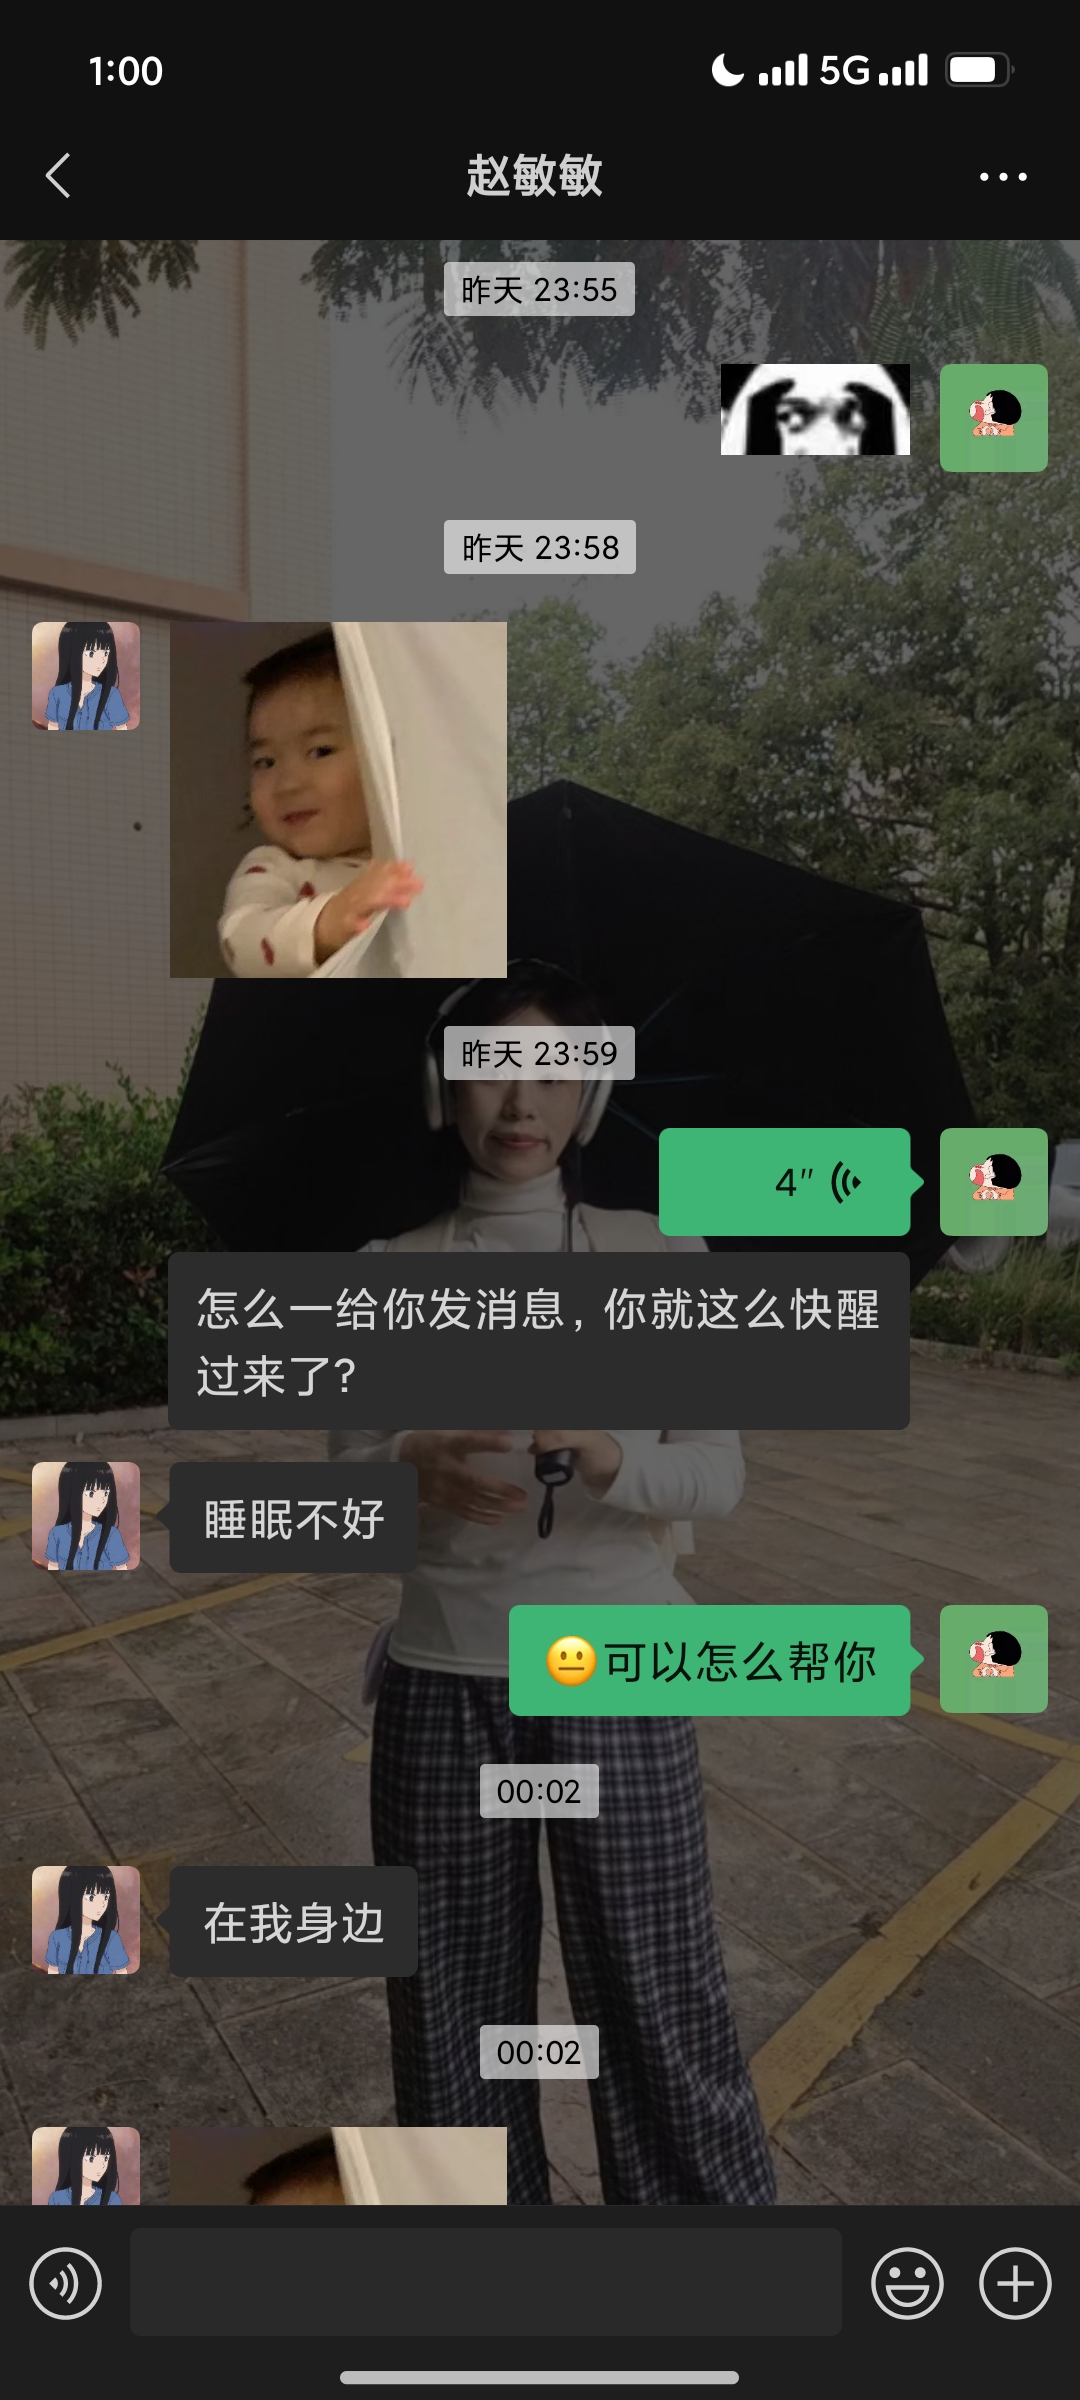 1:00
5G
赵敏敏
昨天 23:55
昨天 23:58
昨天 23:59
4"
怎么一给你发消息,你就这么快醒
过来了?
睡眠不好
😐可以怎么帮你
00:02
在我身边
00:02